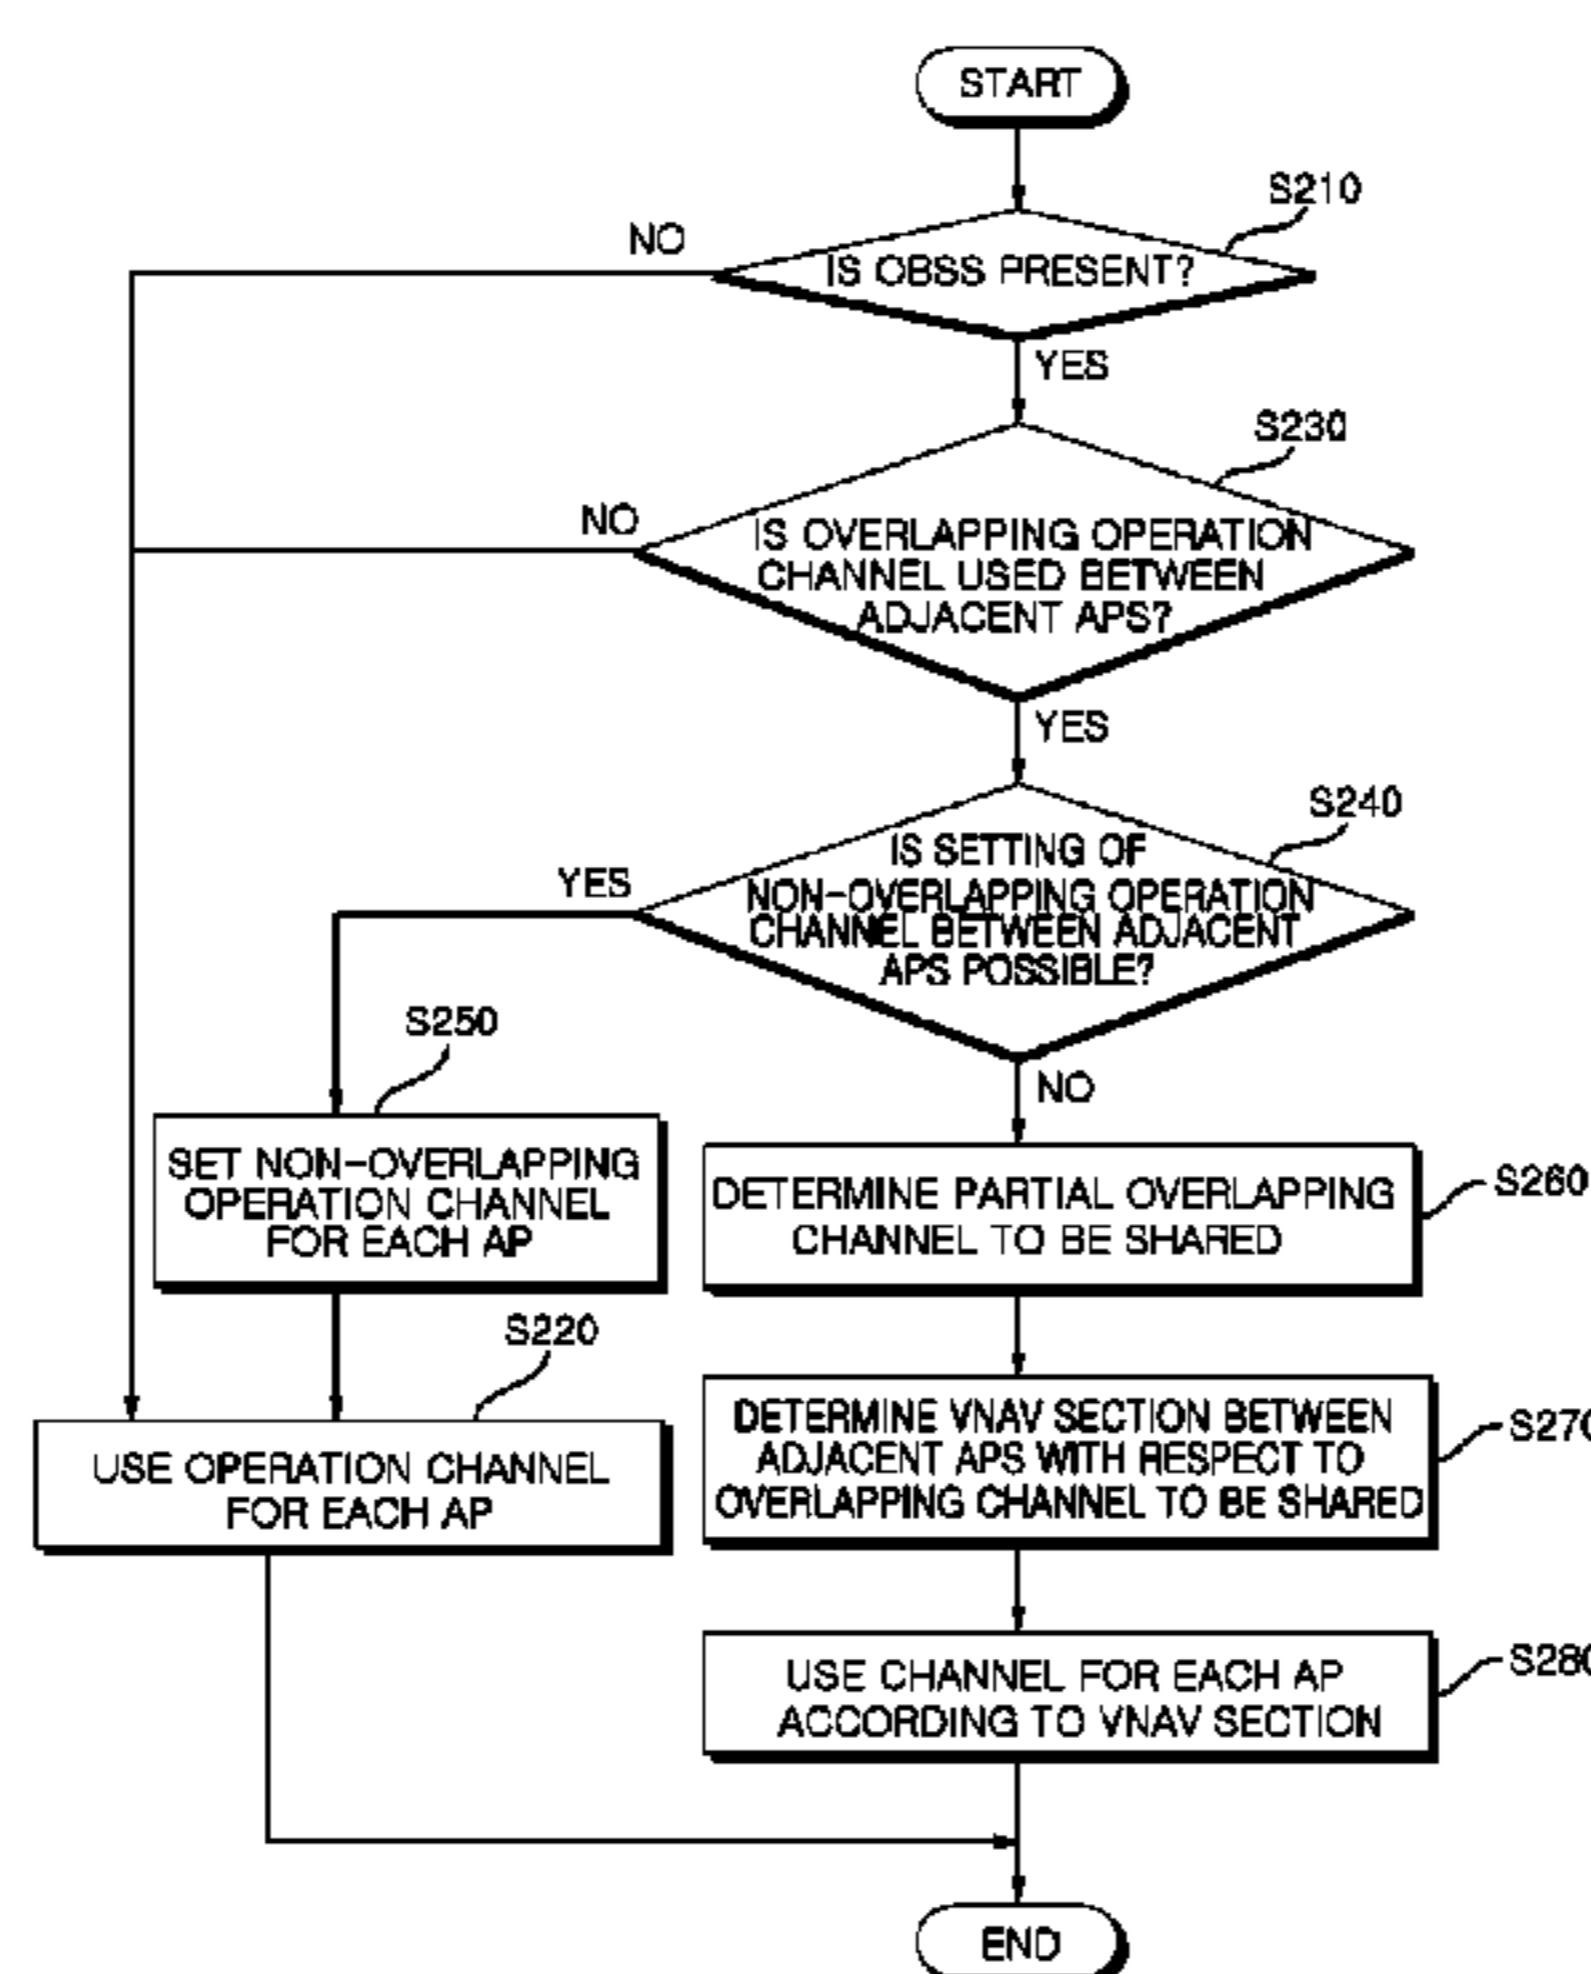 START
S210
NO
IS OBSS PRESENT?
YES
S230
NO
IS OVERLAPPING OPERATION
CHANNEL USED BETWEEN
ADJACENT APS?
YES
S240
YES
IS SETTING OF
NON-OVERLAPPING OPERATION
CHANNEL BETWEEN ADJACENT
APS POSSIBLE?
NO
S250
SET NON-OVERLAPPING
OPERATION CHANNEL
FOR EACH AP
DETERMINE PARTIAL OVERLAPPING
CHANNEL TO BE SHARED
S260
S220
USE OPERATION CHANNEL
FOR EACH AP
DETERMINE VNAV SECTION BETWEEN
ADJACENT APS WITH RESPECT TO
OVERLAPPING CHANNEL TO BE SHARED
S270
USE CHANNEL FOR EACH AP
ACCORDING TO VNAV SECTION
S280
END